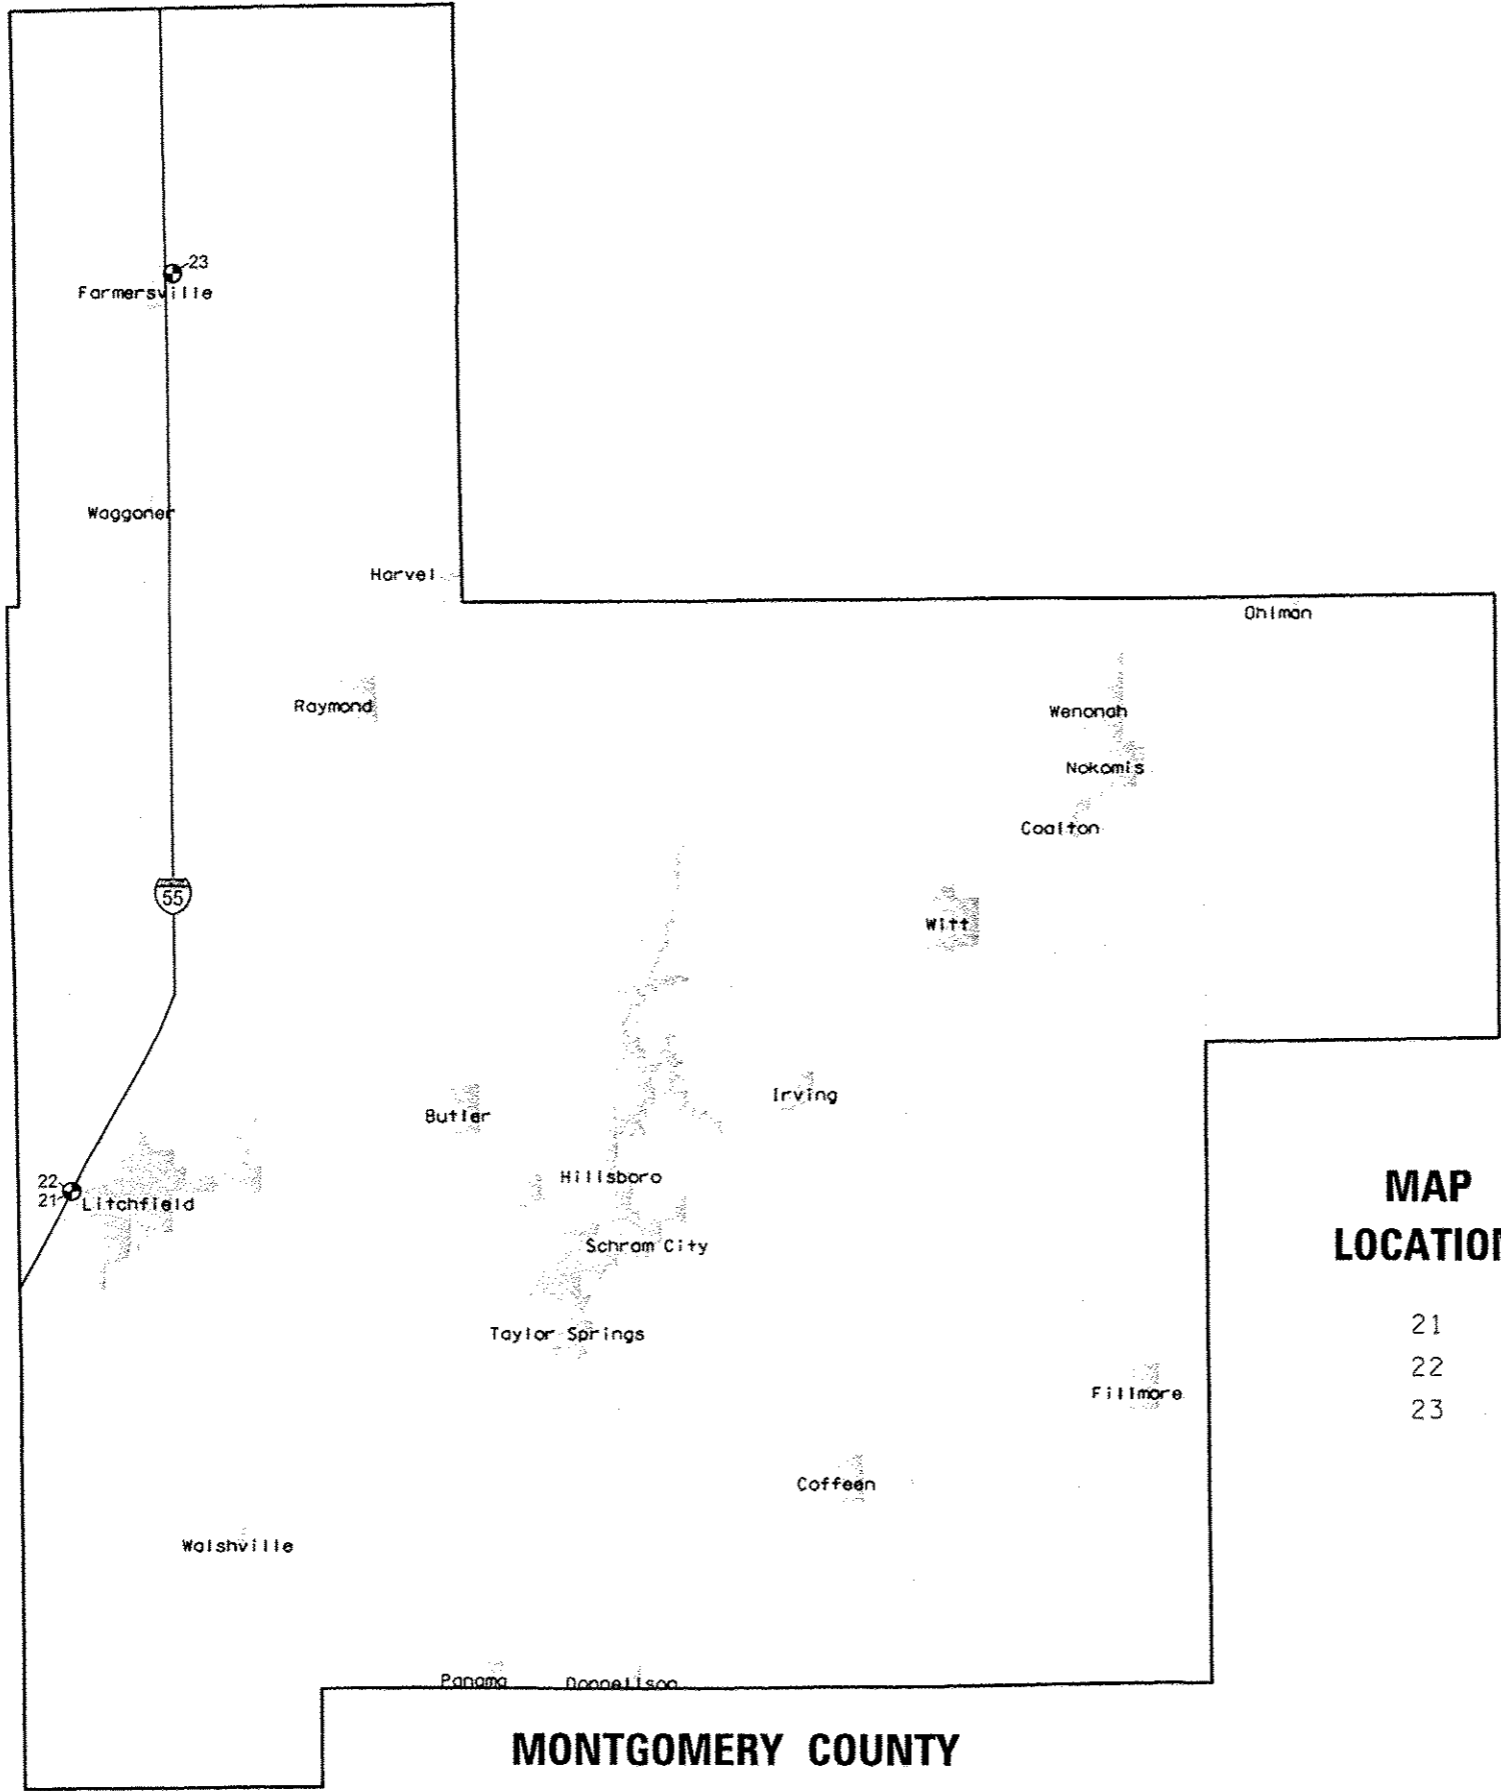 23
Farmersville
Waggoner
Harvel
Ohlman
Raymond
Wenonah
Nokomis
Coalton
55
Witt
Irving
Butler
Hillsboro
22
21
Litchfield
Schram City
Taylor Springs
Fillmore
Coffeen
Walshville
Panama
Donnellson
MONTGOMERY COUNTY
MAP
LOCATION
21
22
23